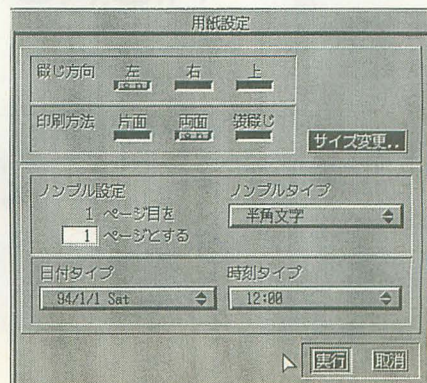 用紙設定
綴じ方向 左 右 上
印刷方法 片面 両面 袋綴じ
サイズ変更..
ノンブル設定 ノンブルタイプ
1 ページ目を 半角文字
1 ページとする
日付タイプ 時刻タイプ
94/1/1 Sat 12:00
実行 取消